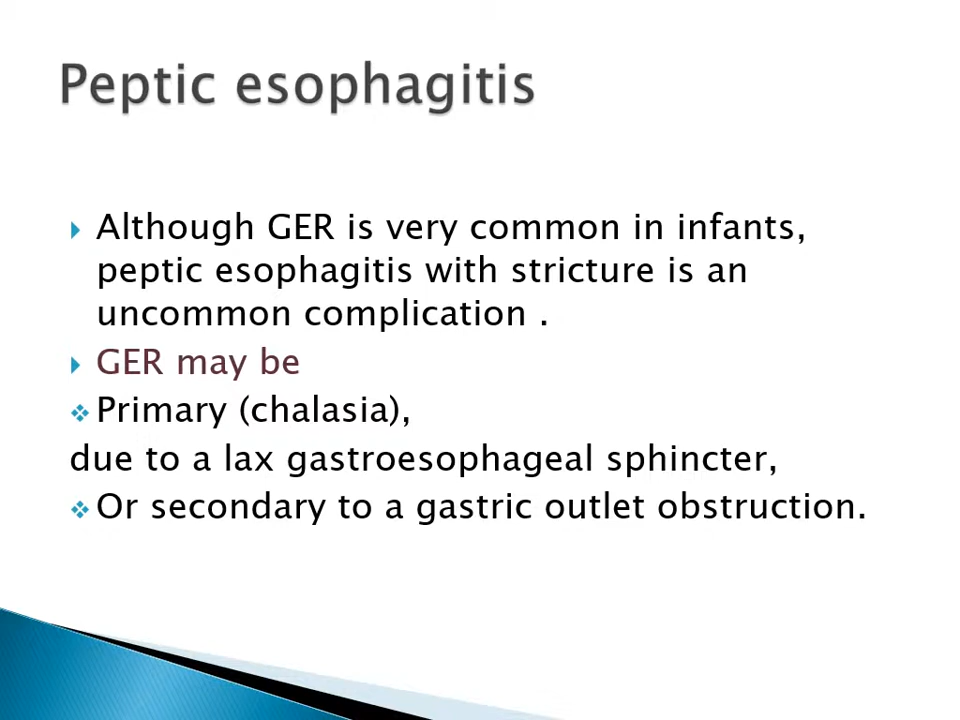 Peptic esophagitis
Although GER is very common in infants,
peptic esophagitis with stricture is an
uncommon complication .
GER may be
Primary (chalasia),
due to a lax gastroesophageal sphincter,
Or secondary to a gastric outlet obstruction.